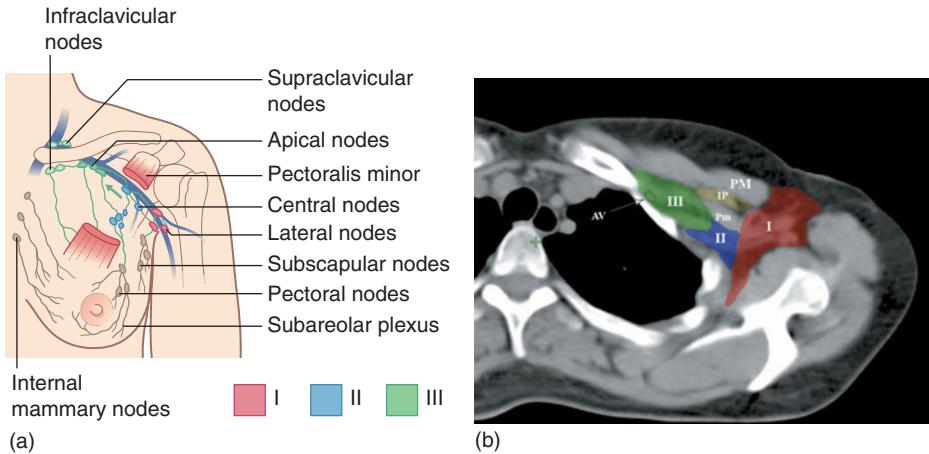 Infraclavicular
nodes
Supraclavicular
nodes
Apical nodes
Pectoralis minor
Central nodes
Lateral nodes
Subscapular nodes
Pectoral nodes
Subareolar plexus
Internal
mammary nodes
I
II
III
(a)
PM
IP
III
Pm
AV
II
I
(b)